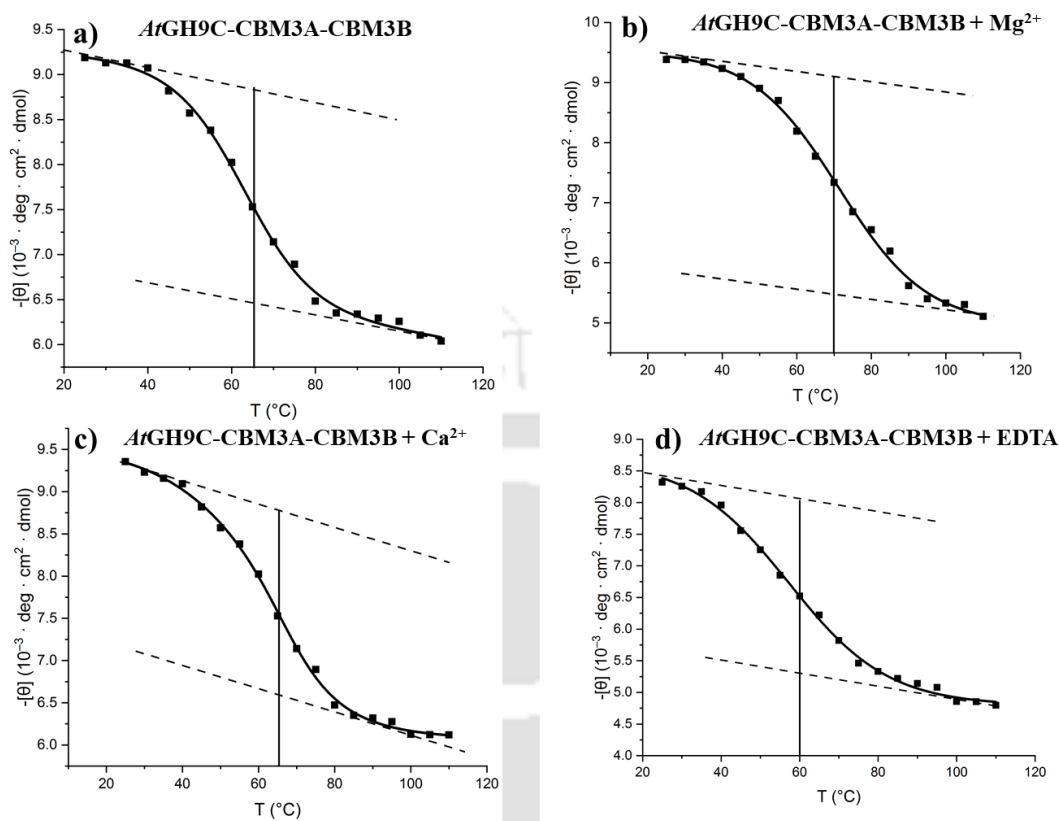 a) AtGH9C-CBM3A-CBM3B
9.5
9.0
8.5
8.0
7.5
7.0
6.5
6.0
-[θ] (10⁻³ · deg · cm² · dmol)
20 40 60 80 100 120
T (°C)
b) AtGH9C-CBM3A-CBM3B + Mg²⁺
10
9
8
7
6
5
-[θ] (10⁻³ · deg · cm² · dmol)
20 40 60 80 100 120
T (°C)
c) AtGH9C-CBM3A-CBM3B + Ca²⁺
9.5
9.0
8.5
8.0
7.5
7.0
6.5
6.0
-[θ] (10⁻³ · deg · cm² · dmol)
20 40 60 80 100 120
T (°C)
d) AtGH9C-CBM3A-CBM3B + EDTA
9.0
8.5
8.0
7.5
7.0
6.5
6.0
5.5
5.0
4.5
4.0
-[θ] (10⁻³ · deg · cm² · dmol)
20 40 60 80 100 120
T (°C)